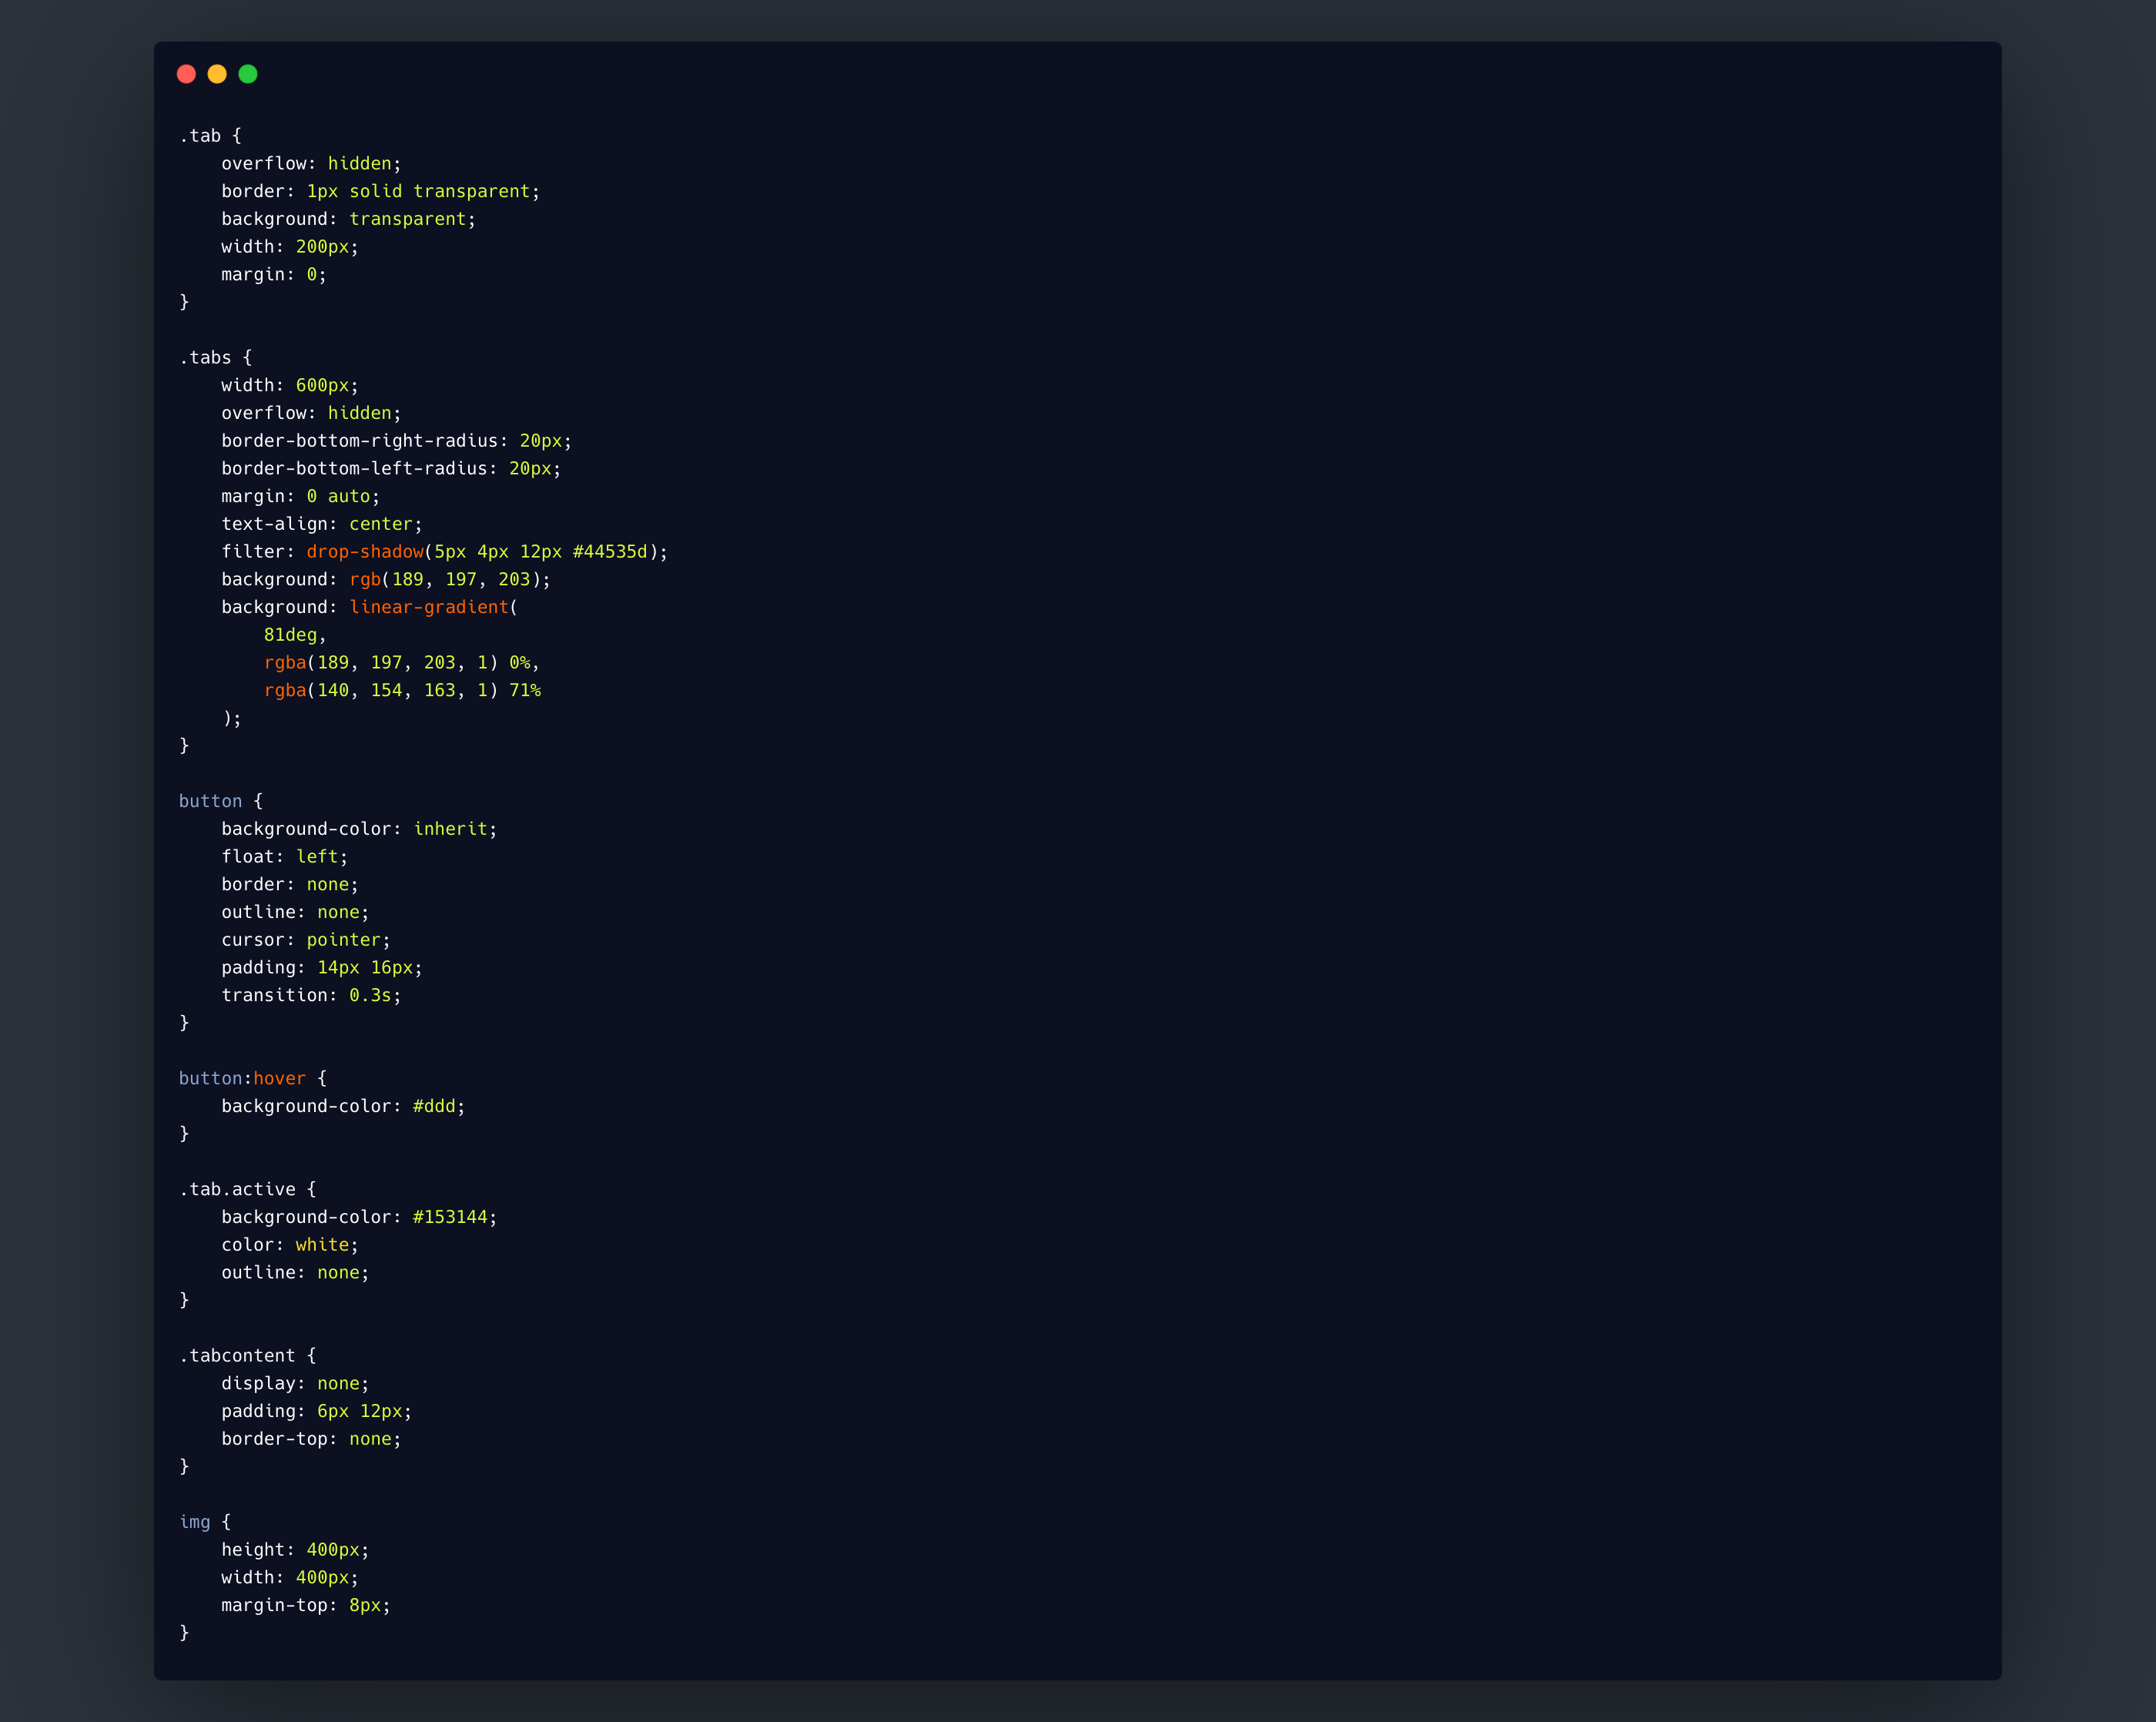 .tab {
    overflow: hidden;
    border: 1px solid transparent;
    background: transparent;
    width: 200px;
    margin: 0;
}

.tabs {
    width: 600px;
    overflow: hidden;
    border-bottom-right-radius: 20px;
    border-bottom-left-radius: 20px;
    margin: 0 auto;
    text-align: center;
    filter: drop-shadow(5px 4px 12px #44535d);
    background: rgb(189, 197, 203);
    background: linear-gradient(
        81deg,
        rgba(189, 197, 203, 1) 0%,
        rgba(140, 154, 163, 1) 71%
    );
}

button {
    background-color: inherit;
    float: left;
    border: none;
    outline: none;
    cursor: pointer;
    padding: 14px 16px;
    transition: 0.3s;
}

button:hover {
    background-color: #ddd;
}

.tab.active {
    background-color: #153144;
    color: white;
    outline: none;
}

.tabcontent {
    display: none;
    padding: 6px 12px;
    border-top: none;
}

img {
    height: 400px;
    width: 400px;
    margin-top: 8px;
}